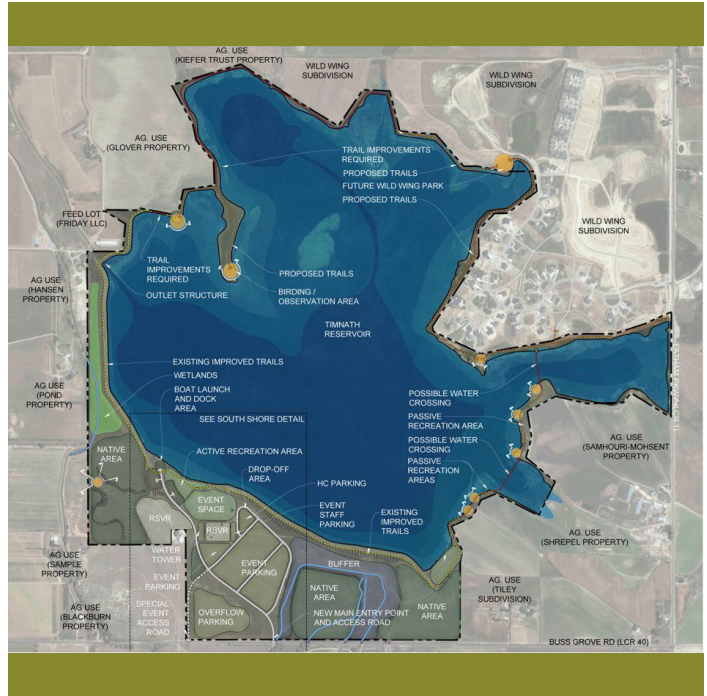 AG. USE
(KIEFER TRUST PROPERTY)
WILD WING
SUBDIVISION
WILD WING
SUBDIVISION
AG. USE
(GLOVER PROPERTY)
TRAIL IMPROVEMENTS
REQUIRED
PROPOSED TRAILS
FUTURE WILD WING PARK
PROPOSED TRAILS
FEED LOT
(FRIDAY LLC)
WILD WING
SUBDIVISION
TRAIL
IMPROVEMENTS
REQUIRED
PROPOSED TRAILS
AG USE
(HANSEN
PROPERTY)
OUTLET STRUCTURE
BIRDING /
OBSERVATION AREA
TIMNATH
RESERVOIR
EXISTING IMPROVED TRAILS
WETLANDS
AG USE
(POND
PROPERTY)
BOAT LAUNCH
AND DOCK
AREA
POSSIBLE WATER
CROSSING
SEE SOUTH SHORE DETAIL
PASSIVE
RECREATION AREA
POSSIBLE WATER
CROSSING
AG. USE
(SAMHOURI-MOHSENT
PROPERTY)
NATIVE
AREA
ACTIVE RECREATION AREA
PASSIVE
RECREATION
AREAS
DROP-OFF
AREA
HC PARKING
EVENT
SPACE
EVENT
STAFF
PARKING
EXISTING
IMPROVED
TRAILS
RSVR
RSVR
AG. USE
(SHREPEL PROPERTY)
AG USE
(SAMPLE
PROPERTY)
WATER
TOWER
EVENT
PARKING
EVENT
PARKING
BUFFER
NATIVE
AREA
AG. USE
(TILEY
SUBDIVISION)
AG USE
(BLACKBURN
PROPERTY)
SPECIAL
EVENT
ACCESS
ROAD
OVERFLOW
PARKING
NEW MAIN ENTRY POINT
AND ACCESS ROAD
NATIVE
AREA
BUSS GROVE RD (LCR 40)